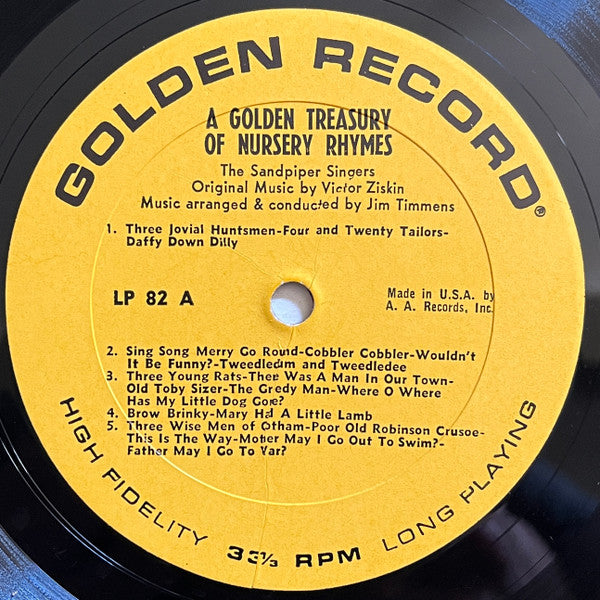 GOLDEN RECORD®
A GOLDEN TREASURY
OF NURSERY RHYMES
The Sandpiper Singers
Original Music by Victor Ziskin
Music arranged & conducted by Jim Timmens
1. Three Jovial Huntsmen-Four and Twenty Tailors-
Daffy Down Dilly
LP 82 A
Made in U.S.A. by
A. A. Records, Inc.
2. Sing Song Merry Go Round-Cobbler Cobbler-Wouldn't
It Be Funny?-Tweedledum and Tweedledee
3. Three Young Rats-There Was A Man In Our Town-
Old Toby Sizer-The Greedy Man-Where O Where
Has My Little Dog Gone?
4. Brow Brinky-Mary Had A Little Lamb
5. Three Wise Men of Gotham-Poor Old Robinson Crusoe-
This Is The Way-Mother May I Go Out To Swim?-
Father May I Go To War?
HIGH FIDELITY 33⅓ RPM LONG PLAYING